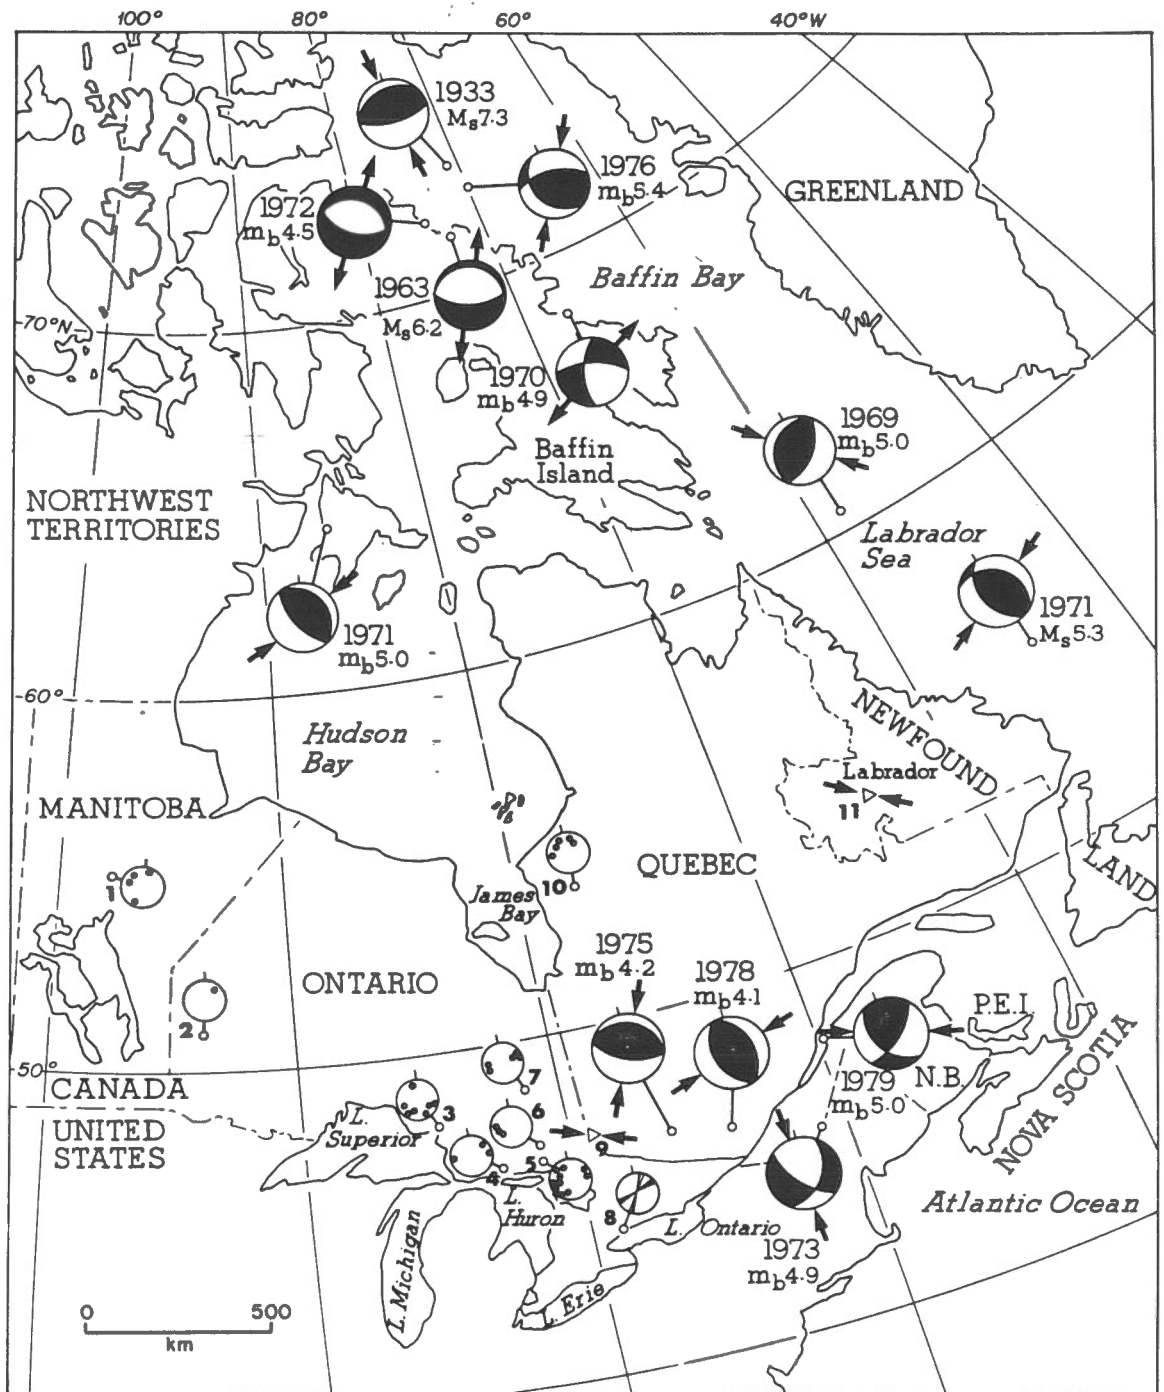 100° 80° 60° 40°W
1933
Ms7·3
1976
mb5·4
GREENLAND
1972
mb4·5
Baffin Bay
1963
Ms6·2
70°N
1970
mb4·9
1969
mb5·0
Baffin
Island
NORTHWEST
TERRITORIES
Labrador
Sea
1971
Ms5·3
1971
mb5·0
60°
Hudson
Bay
NEWFOUND
LAND
Labrador
11
MANITOBA
QUEBEC
1
10
James
Bay
1975
mb4·2
1978
mb4·1
ONTARIO
2
P.E.I.
NOVA SCOTIA
N.B.
1979
mb5·0
50°
CANADA
UNITED
STATES
7
3
6
L.
Superior
9
4
5
8
L.
Huron
L. Ontario
Atlantic Ocean
1973
mb4·9
L. Michigan
L. Erie
0 500
km